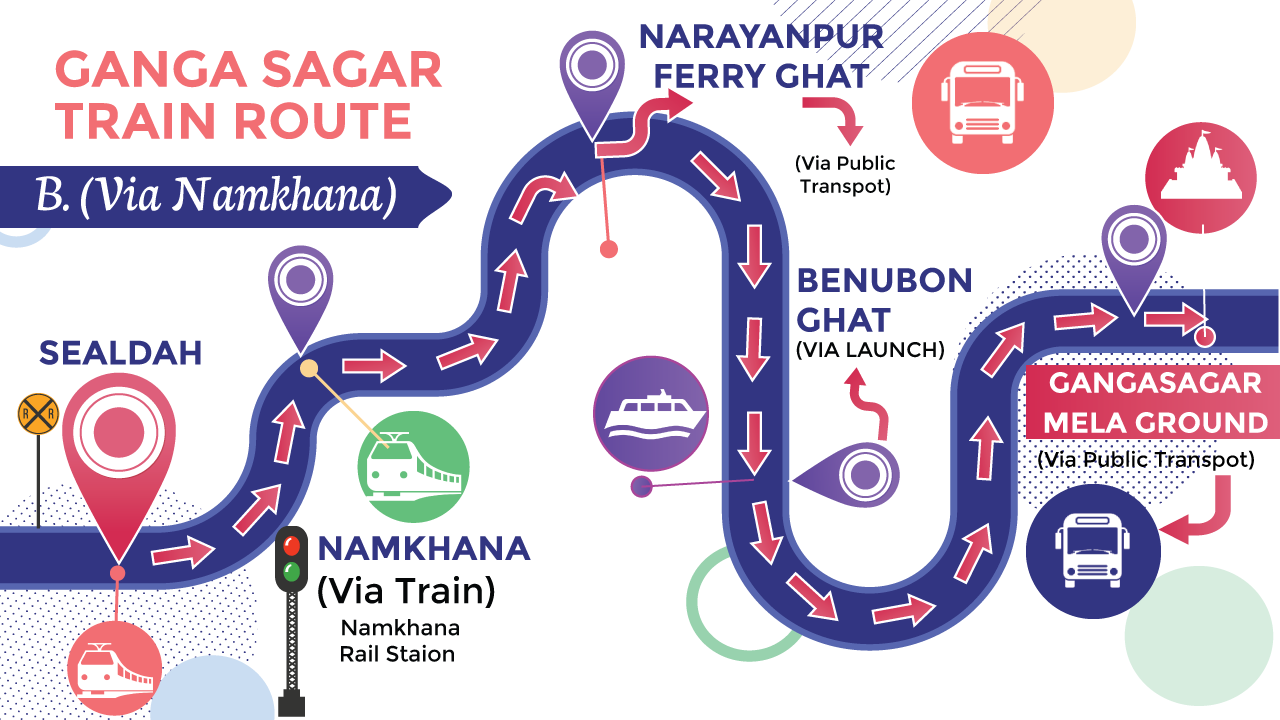 GANGA SAGAR
TRAIN ROUTE
B. (Via Namkhana)
SEALDAH
R R
NAMKHANA
(Via Train)
Namkhana
Rail Staion
NARAYANPUR
FERRY GHAT
(Via Public
Transpot)
BENUBON
GHAT
(VIA LAUNCH)
GANGASAGAR
MELA GROUND
(Via Public Transpot)